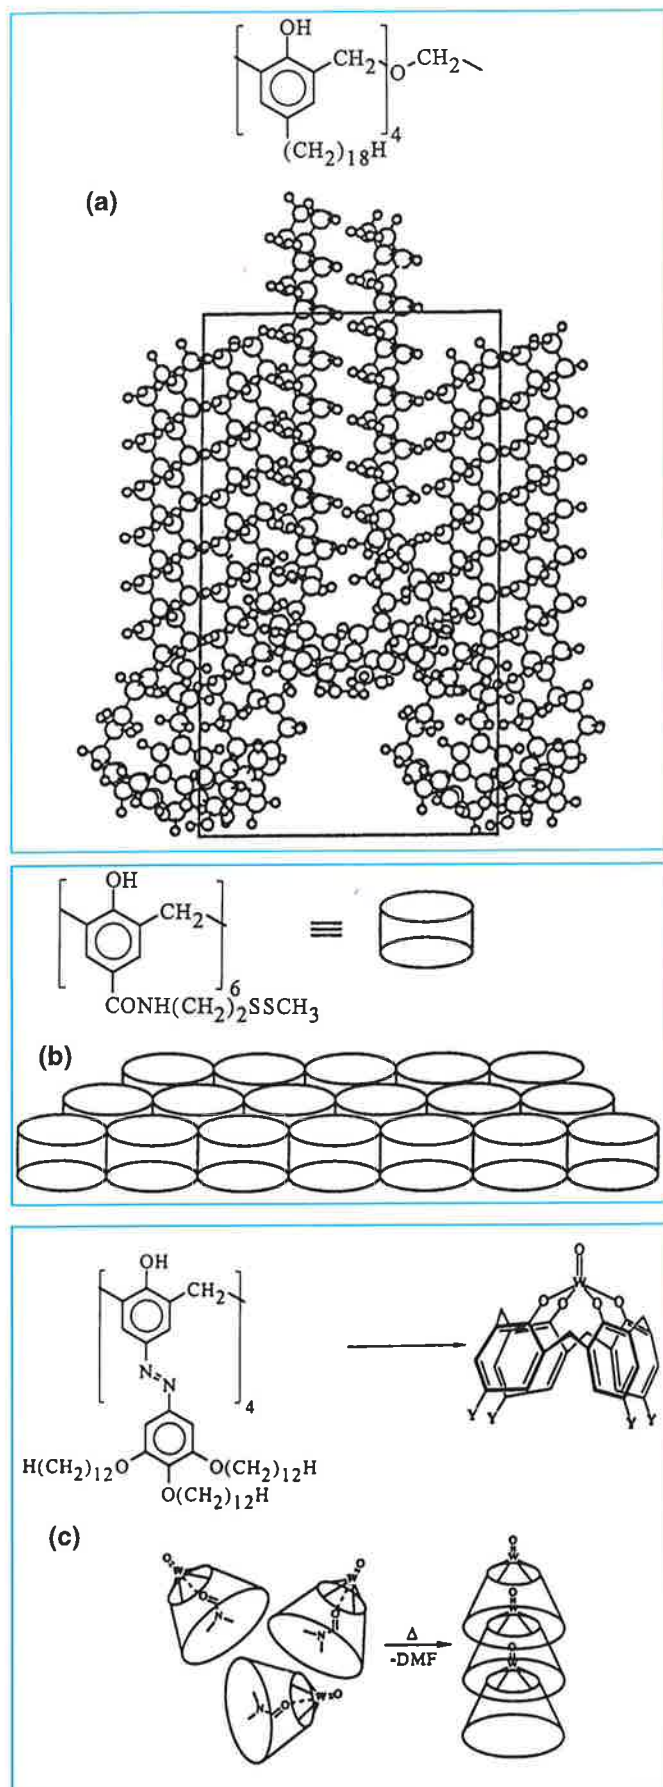 OH
CH2 O CH2
4
(CH2)18H
(a)
OH
CH2
6
CONH(CH2)2SSCH3
≡
(b)
OH
CH2
N=N
4
H(CH2)12O O(CH2)12H
O(CH2)12H
O
W
O O O O
Y Y Y Y
(c)
O W O N
O W O N
N O W O
Δ
-DMF
O
W
O
W
O
W